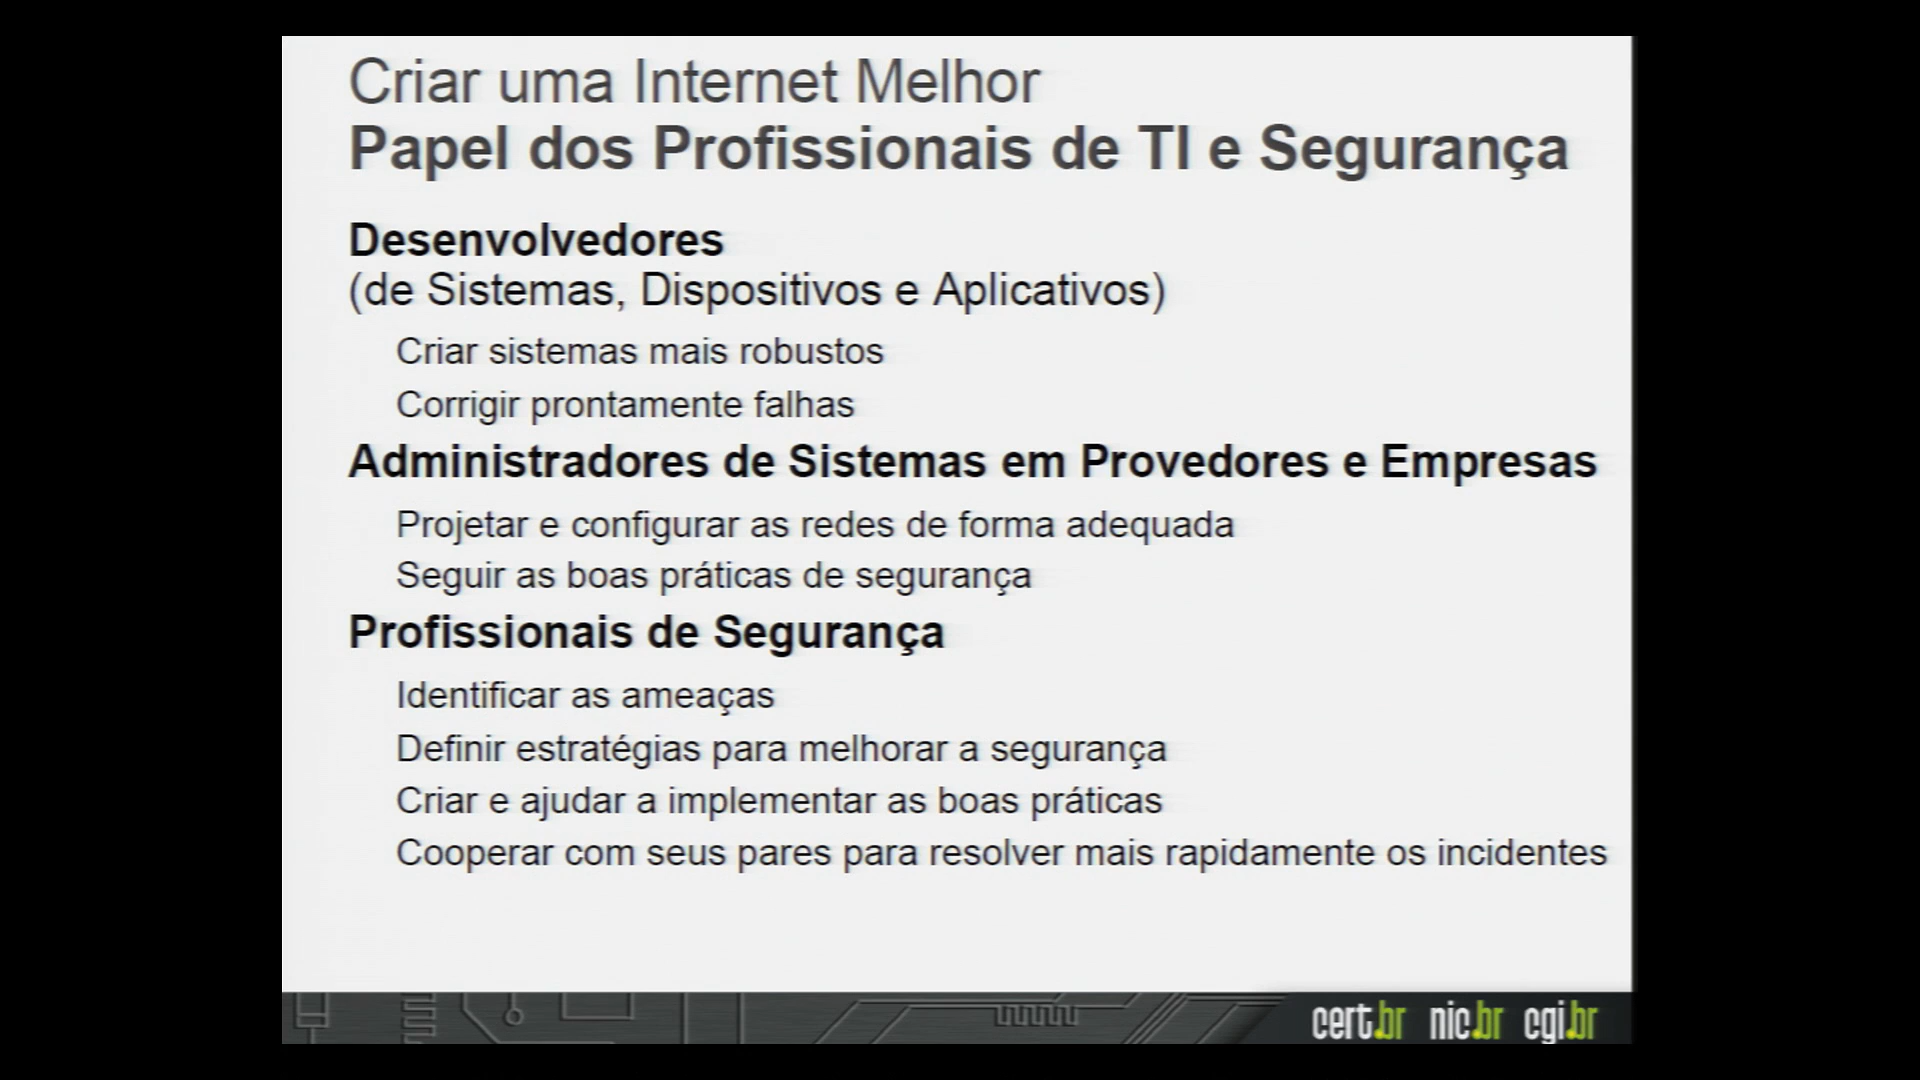 Criar uma Internet Melhor
Papel dos Profissionais de TI e Segurança
Desenvolvedores
(de Sistemas, Dispositivos e Aplicativos)
Criar sistemas mais robustos
Corrigir prontamente falhas
Administradores de Sistemas em Provedores e Empresas
Projetar e configurar as redes de forma adequada
Seguir as boas práticas de segurança
Profissionais de Segurança
Identificar as ameaças
Definir estratégias para melhorar a segurança
Criar e ajudar a implementar as boas práticas
Cooperar com seus pares para resolver mais rapidamente os incidentes
cert.br nic.br cgi.br